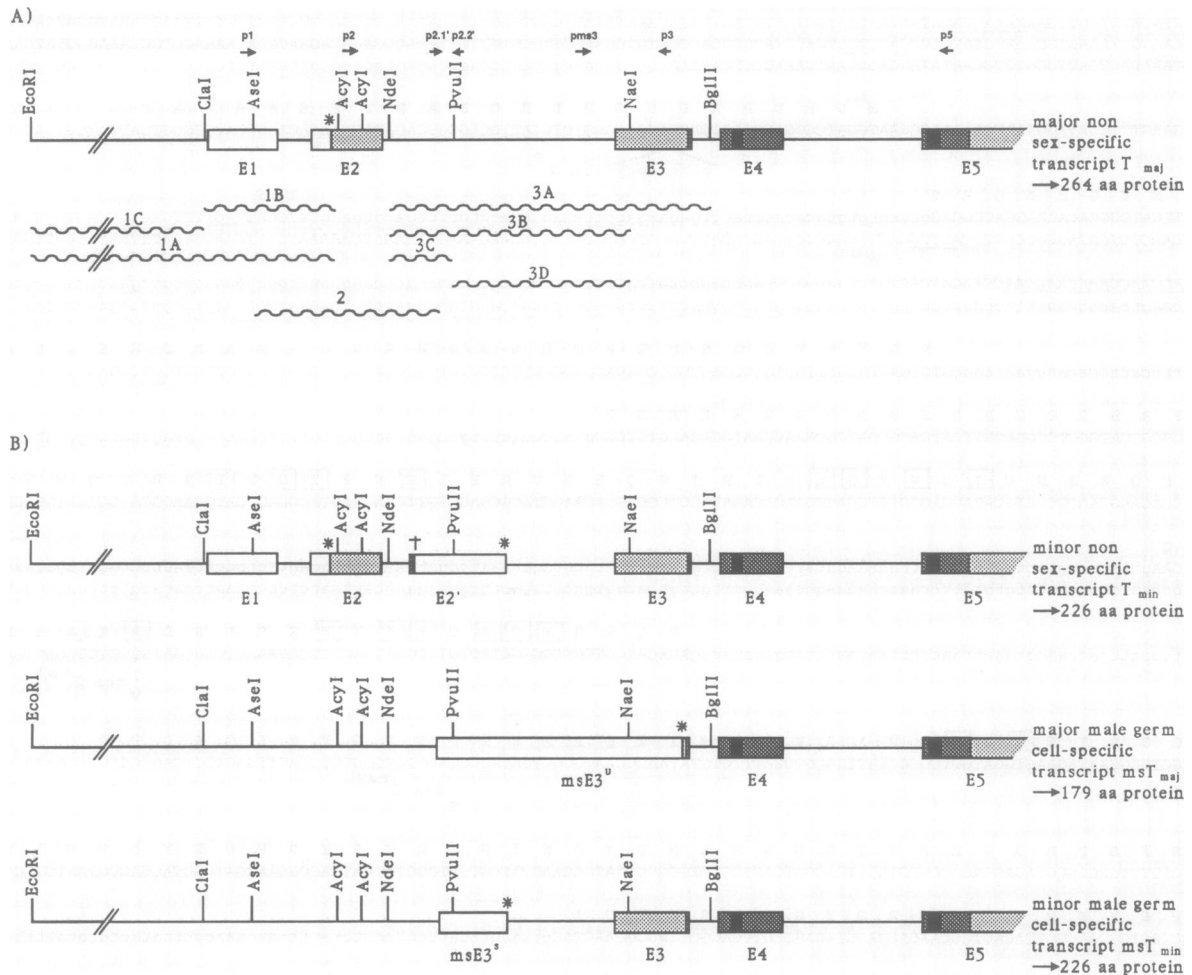 A)
p1 p2 p2.1' p2.2' pms3 p3 p5
EcoRI ClaI AseI AcyI AcyI NdeI PvuII NaeI BglII
*
E1 E2 E3 E4 E5
major non
sex-specific
transcript T maj
→264 aa protein
1B 3A
1C 3B
1A 3C
3D
2
B)
EcoRI ClaI AseI AcyI AcyI NdeI PvuII NaeI BglII
* † *
E1 E2 E2' E3 E4 E5
minor non
sex-specific
transcript T min
→226 aa protein
EcoRI ClaI AseI AcyI AcyI NdeI PvuII NaeI BglII
*
msE3 E4 E5
major male germ
cell-specific
transcript msT maj
→179 aa protein
EcoRI ClaI AseI AcyI AcyI NdeI PvuII NaeI BglII
*
msE3 E3 E4 E5
minor male germ
cell-specific
transcript msT min
→226 aa protein